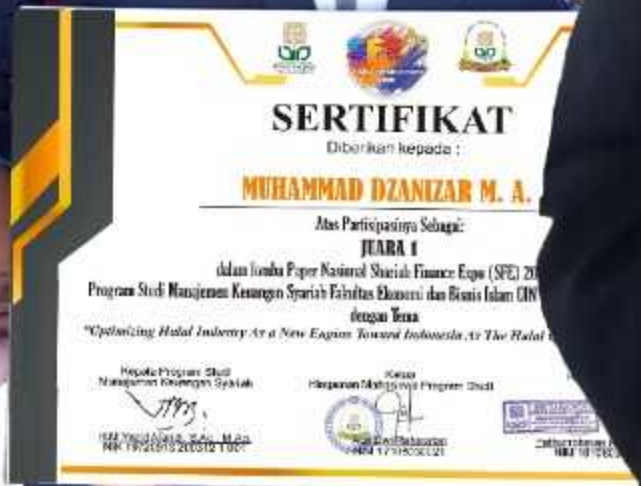 SERTIFIKAT
Diberikan kepada :
MUHAMMAD DZANIZAR M. A.
Atas Partisipasinya Sebagai:
JUARA 1
dalam lomba Paper Nasional Shariah Finance Expo (SFE) 20
Program Studi Manajemen Keuangan Syariah Fakultas Ekonomi dan Bisnis Islam UIN
dengan Tema
"Optimizing Halal Industry As a New Engine Toward Indonesia As The Halal
Kepala Program Studi
Manajemen Keuangan Syariah
Ketua
Himpunan Mahasiswa Program Studi